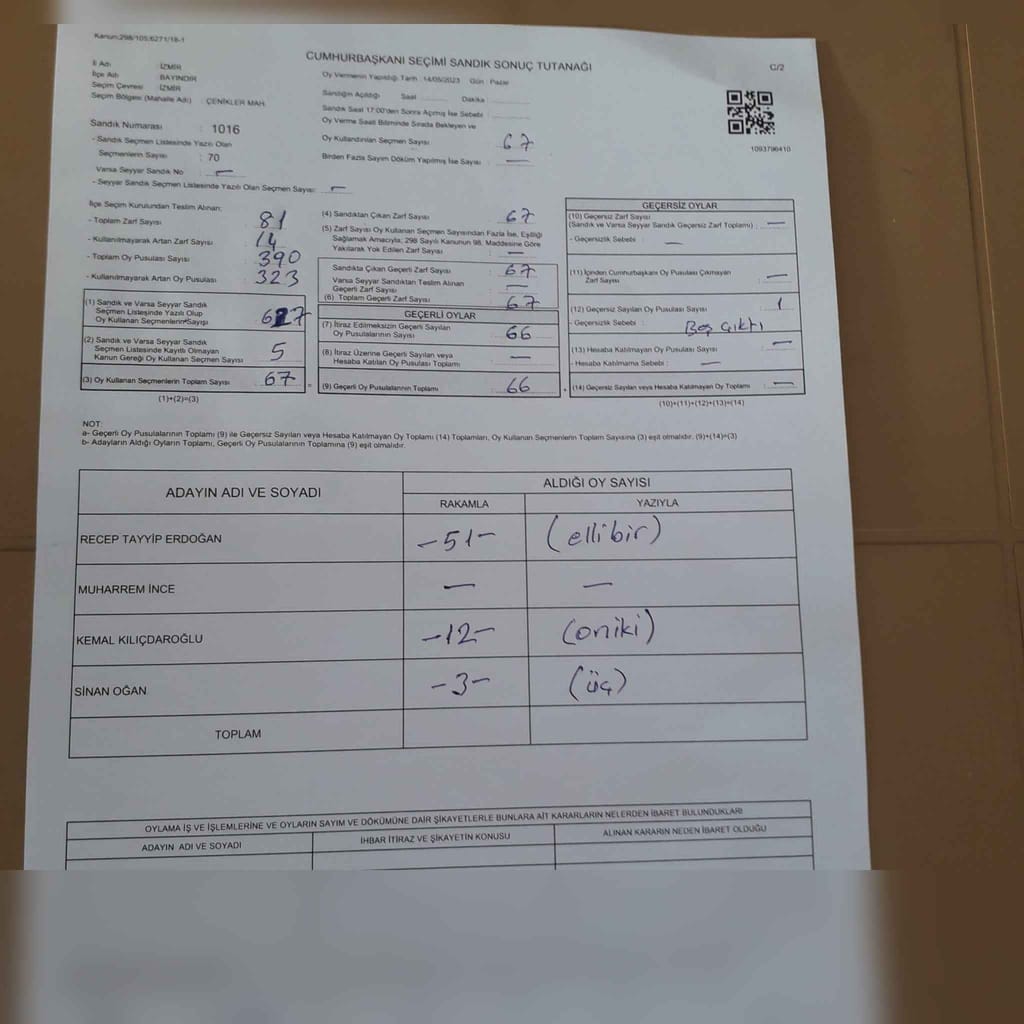 Kanun:298/105;6271/18-1
CUMHURBAŞKANI SEÇİMİ SANDIK SONUÇ TUTANAĞI
C/2
İl Adı : İZMİR
İlçe Adı : BAYINDIR
Seçim Çevresi : İZMİR
Seçim Bölgesi (Mahalle Adı) : ÇENİKLER MAH.
Sandık Numarası : 1016
- Sandık Seçmen Listesinde Yazılı Olan
Seçmenlerin Sayısı : 70
Varsa Seyyar Sandık No : —
- Seyyar Sandık Seçmen Listesinde Yazılı Olan Seçmen Sayısı: —
Oy Vermenin Yapıldığı Tarih : 14/05/2023 Gün : Pazar
Sandığın Açıldığı Saat Dakika :
Sandık Saat 17:00'den Sonra Açılmış İse Sebebi :
Oy Verme Saati Bitiminde Sırada Bekleyen ve
Oy Kullandırılan Seçmen Sayısı : 67
Birden Fazla Sayım Döküm Yapılmış İse Sayısı : —
1093796410
İlçe Seçim Kurulundan Teslim Alınan:
- Toplam Zarf Sayısı : 81
- Kullanılmayarak Artan Zarf Sayısı : 14
- Toplam Oy Pusulası Sayısı : 390
- Kullanılmayarak Artan Oy Pusulası : 323
(1) Sandık ve Varsa Seyyar Sandık
Seçmen Listesinde Yazılı Olup
Oy Kullanan Seçmenlerin Sayısı
(2) Sandık ve Varsa Seyyar Sandık
Seçmen Listesinde Kayıtlı Olmayan
Kanun Gereği Oy Kullanan Seçmen Sayısı : 5
(3) Oy Kullanan Seçmenlerin Toplam Sayısı : 67
(1)+(2)=(3)
(4) Sandıktan Çıkan Zarf Sayısı : 67
(5) Zarf Sayısı Oy Kullanan Seçmen Sayısından Fazla İse, Eşitliği
Sağlamak Amacıyla; 298 Sayılı Kanunun 98. Maddesine Göre
Yakılarak Yok Edilen Zarf Sayısı : —
Sandıkta Çıkan Geçerli Zarf Sayısı : 67
Varsa Seyyar Sandıktan Teslim Alınan
Geçerli Zarf Sayısı : —
(6) Toplam Geçerli Zarf Sayısı : 67
GEÇERLİ OYLAR
(7) İtiraz Edilmeksizin Geçerli Sayılan
Oy Pusulalarının Sayısı : 66
(8) İtiraz Üzerine Geçerli Sayılan veya
Hesaba Katılan Oy Pusulası Toplamı : —
(9) Geçerli Oy Pusulalarının Toplamı : 66
GEÇERSİZ OYLAR
(10) Geçersiz Zarf Sayısı
(Sandık ve Varsa Seyyar Sandık Geçersiz Zarf Toplamı) : —
- Geçersizlik Sebebi : —
(11) İçinden Cumhurbaşkanı Oy Pusulası Çıkmayan
Zarf Sayısı : —
(12) Geçersiz Sayılan Oy Pusulası Sayısı : 1
- Geçersizlik Sebebi : Boş Çıktı
(13) Hesaba Katılmayan Oy Pusulası Sayısı : —
- Hesaba Katılmama Sebebi : —
(14) Geçersiz Sayılan veya Hesaba Katılmayan Oy Toplamı : —
(10)+(11)+(12)+(13)=(14)
NOT:
a- Geçerli Oy Pusulalarının Toplamı (9) ile Geçersiz Sayılan veya Hesaba Katılmayan Oy Toplamı (14) Toplamları, Oy Kullanan Seçmenlerin Toplam Sayısına (3) eşit olmalıdır. (9)+(14)=(3)
b- Adayların Aldığı Oyların Toplamı, Geçerli Oy Pusulalarının Toplamına (9) eşit olmalıdır.
ADAYIN ADI VE SOYADI
ALDIĞI OY SAYISI
RAKAMLA YAZIYLA
RECEP TAYYİP ERDOĞAN -51- (ellibir)
MUHARREM İNCE — —
KEMAL KILIÇDAROĞLU -12- (oniki)
SİNAN OĞAN -3- (üç)
TOPLAM
OYLAMA İŞ VE İŞLEMLERİNE VE OYLARIN SAYIM VE DÖKÜMÜNE DAİR ŞİKAYETLERLE BUNLARA AİT KARARLARIN NELERDEN İBARET BULUNDUKLARI
ADAYIN ADI VE SOYADI İHBAR İTİRAZ VE ŞİKAYETİN KONUSU ALINAN KARARIN NEDEN İBARET OLDUĞU